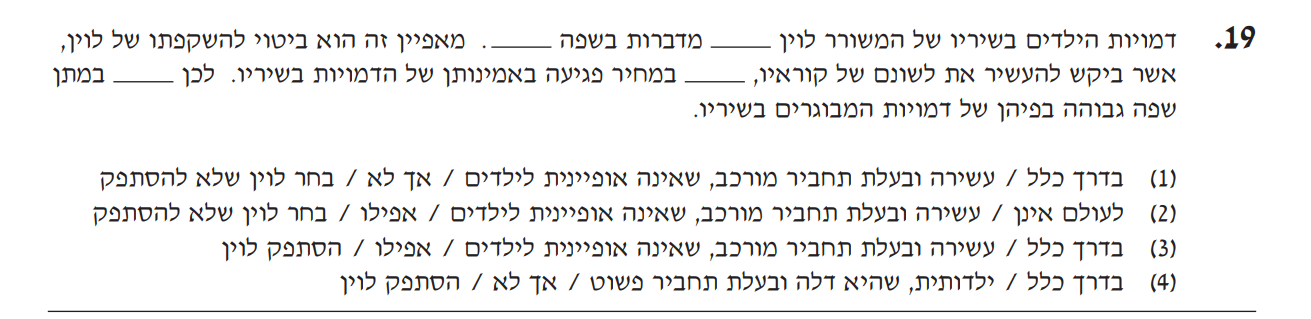 19. דמויות הילדים בשיריו של המשורר לוין _____ מדברות בשפה _____. מאפיין זה הוא ביטוי להשקפתו של לוין,
אשר ביקש להעשיר את לשונם של קוראיו, _____ במחיר פגיעה באמינותן של הדמויות בשיריו. לכן _____ במתן
שפה גבוהה בפיהן של דמויות המבוגרים בשיריו.
(1) בדרך כלל / עשירה ובעלת תחביר מורכב, שאינה אופיינית לילדים / אך לא / בחר לוין שלא להסתפק
(2) לעולם אינן / עשירה ובעלת תחביר מורכב, שאינה אופיינית לילדים / אפילו / בחר לוין שלא להסתפק
(3) בדרך כלל / עשירה ובעלת תחביר מורכב, שאינה אופיינית לילדים / אפילו / הסתפק לוין
(4) בדרך כלל / ילדותית, שהיא דלה ובעלת תחביר פשוט / אך לא / הסתפק לוין